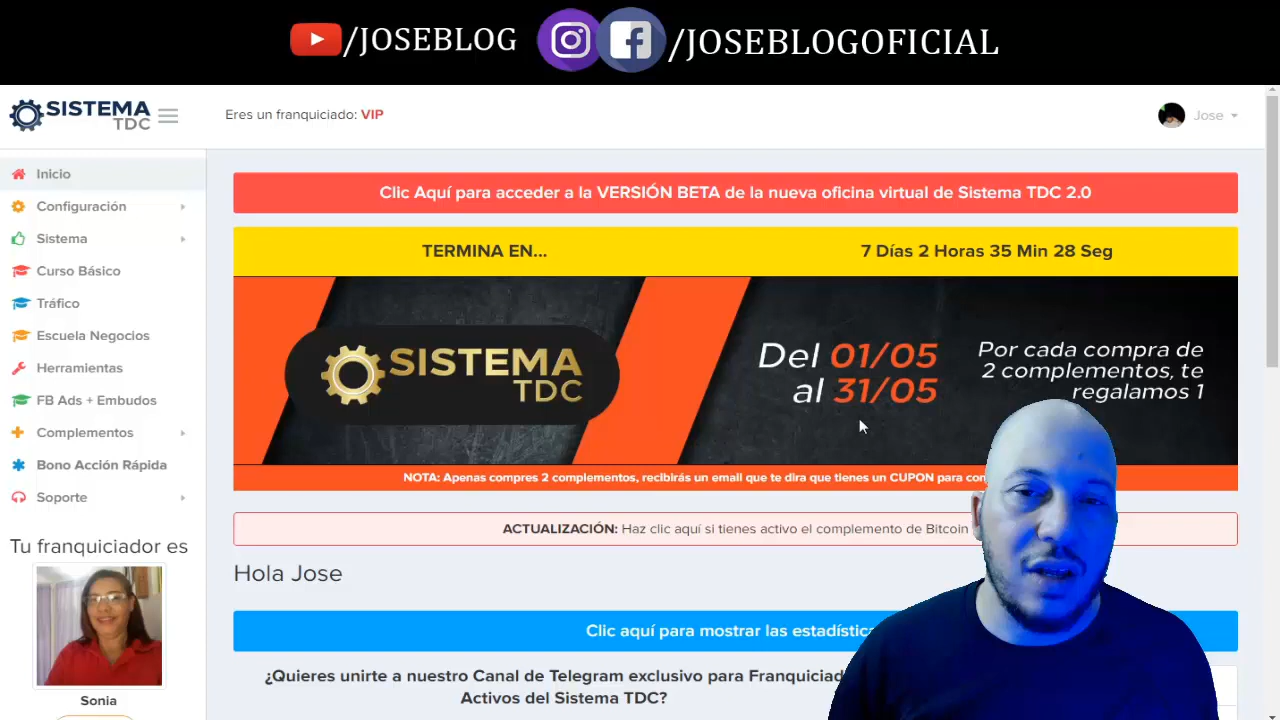 /JOSEBLOG
/JOSEBLOGOFICIAL
SISTEMA
TDC
Eres un franquiciado: VIP
Jose
Inicio
Configuración
Sistema
Curso Básico
Tráfico
Escuela Negocios
Herramientas
FB Ads + Embudos
Complementos
Bono Acción Rápida
Soporte
Tu franquiciador es
Sonia
Clic Aquí para acceder a la VERSIÓN BETA de la nueva oficina virtual de Sistema TDC 2.0
TERMINA EN...
7 Días 2 Horas 35 Min 28 Seg
SISTEMA
TDC
Del 01/05
al 31/05
Por cada compra de
2 complementos, te
regalamos 1
NOTA: Apenas compres 2 complementos, recibirás un email que te dira que tienes un CUPON para
ACTUALIZACIÓN: Haz clic aquí si tienes activo el complemento de Bitcoin
Hola Jose
Clic aquí para mostrar las
¿Quieres unirte a nuestro Canal de Telegram exclusivo para
Activos del Sistema TDC?